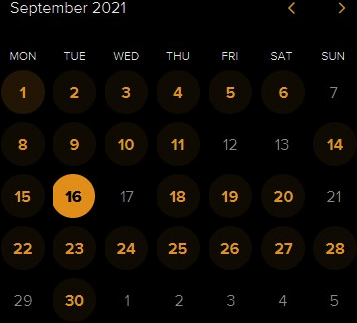 September 2021
MON TUE WED THU FRI SAT SUN
1 2 3 4 5 6 7
8 9 10 11 12 13 14
15 16 17 18 19 20 21
22 23 24 25 26 27 28
29 30 1 2 3 4 5